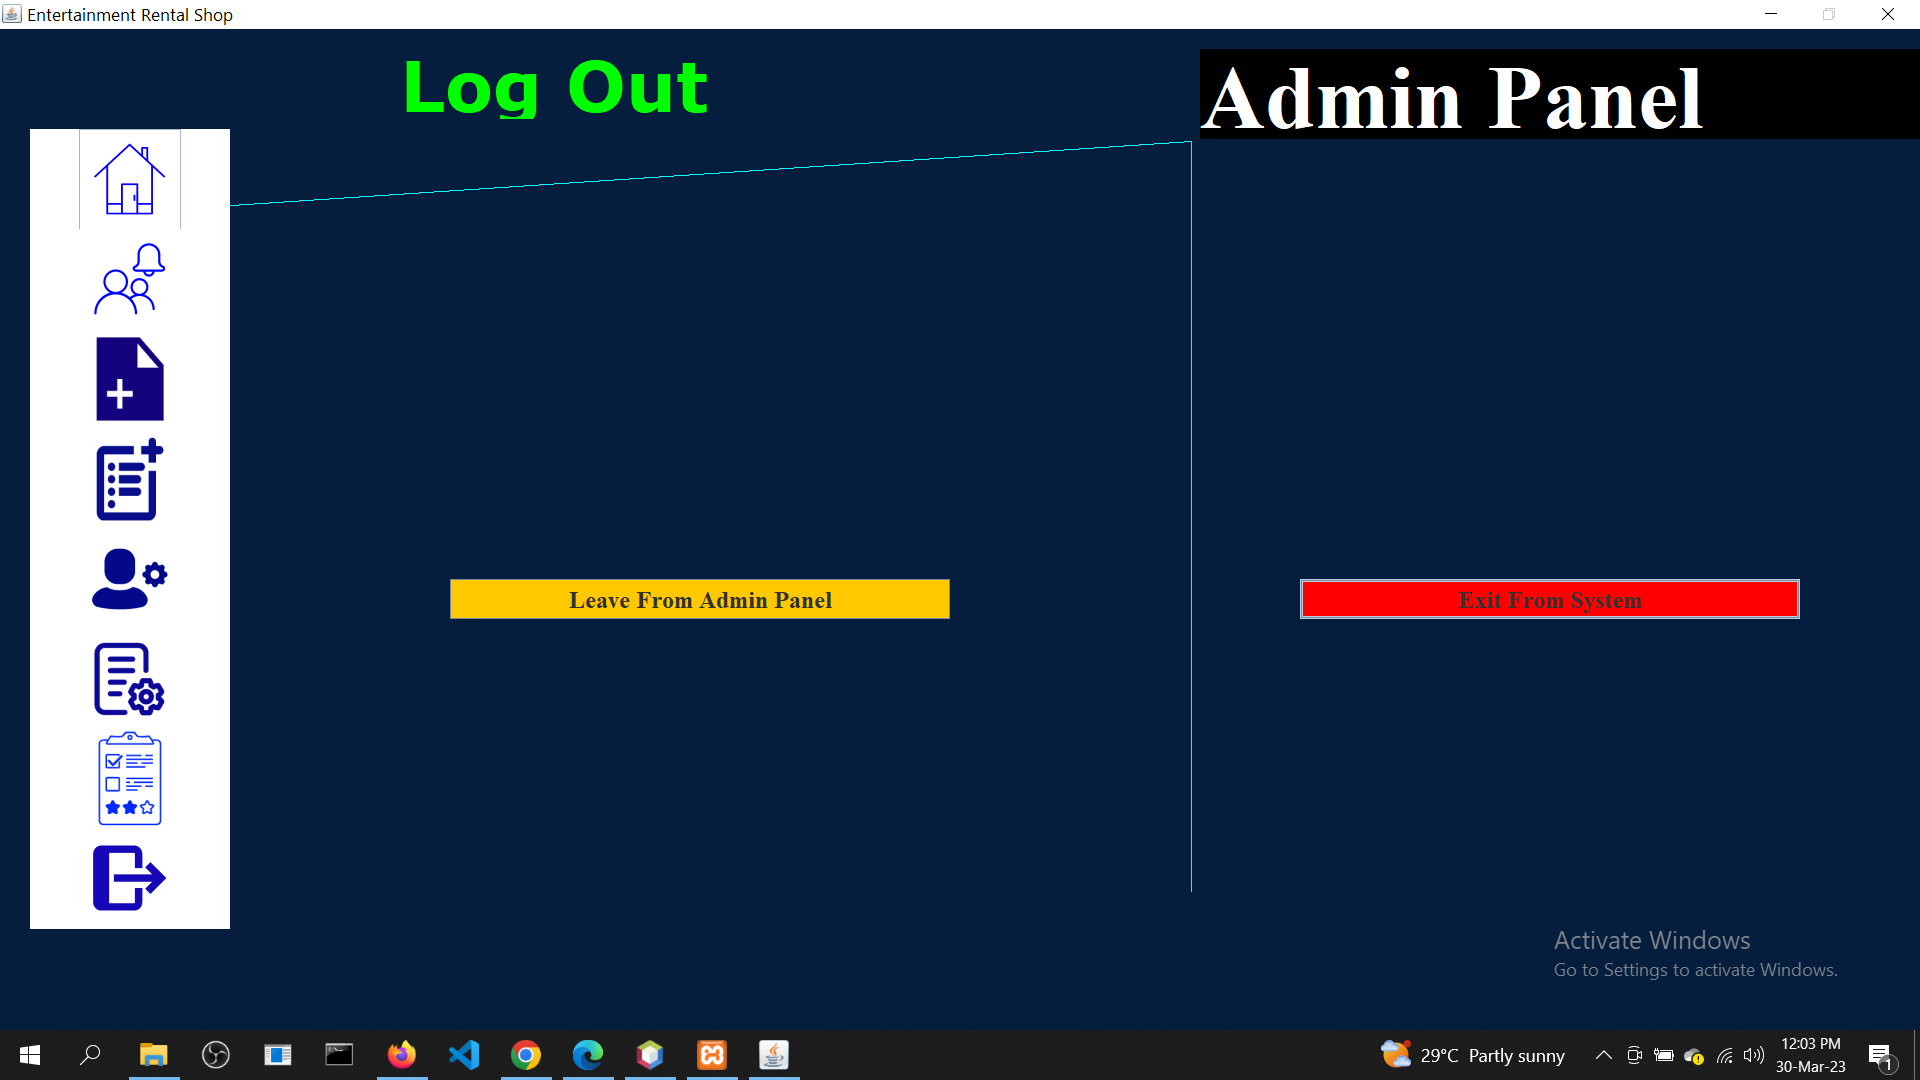 Entertainment Rental Shop
Log Out
Admin Panel
Leave From Admin Panel
Exit From System
Activate Windows
Go to Settings to activate Windows.
29°C Partly sunny
12:03 PM
30-Mar-23
1